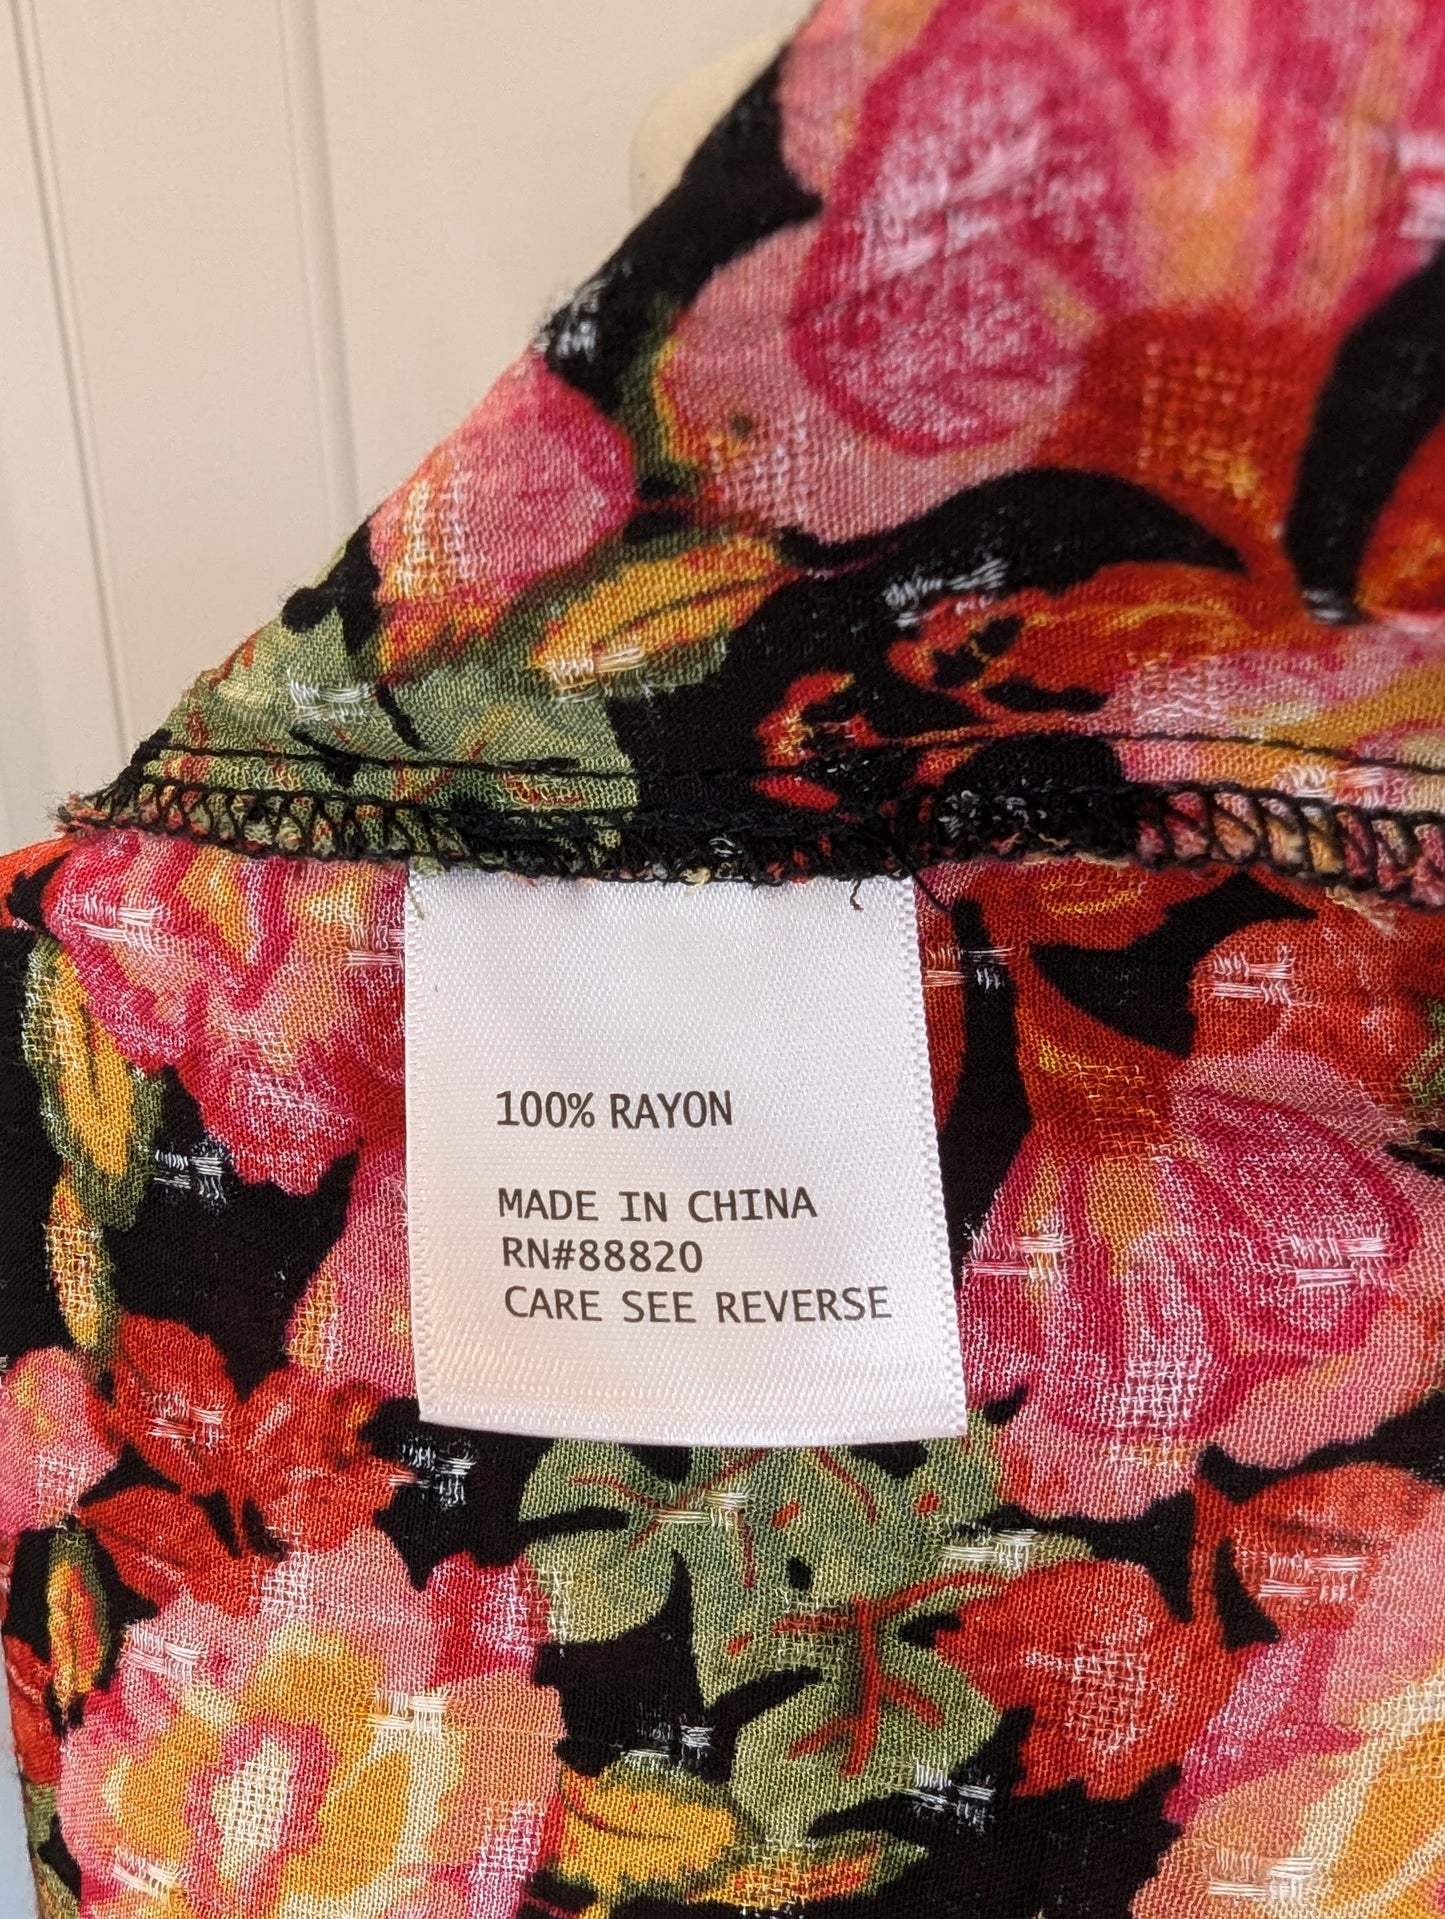 100% RAYON
MADE IN CHINA
RN#88820
CARE SEE REVERSE